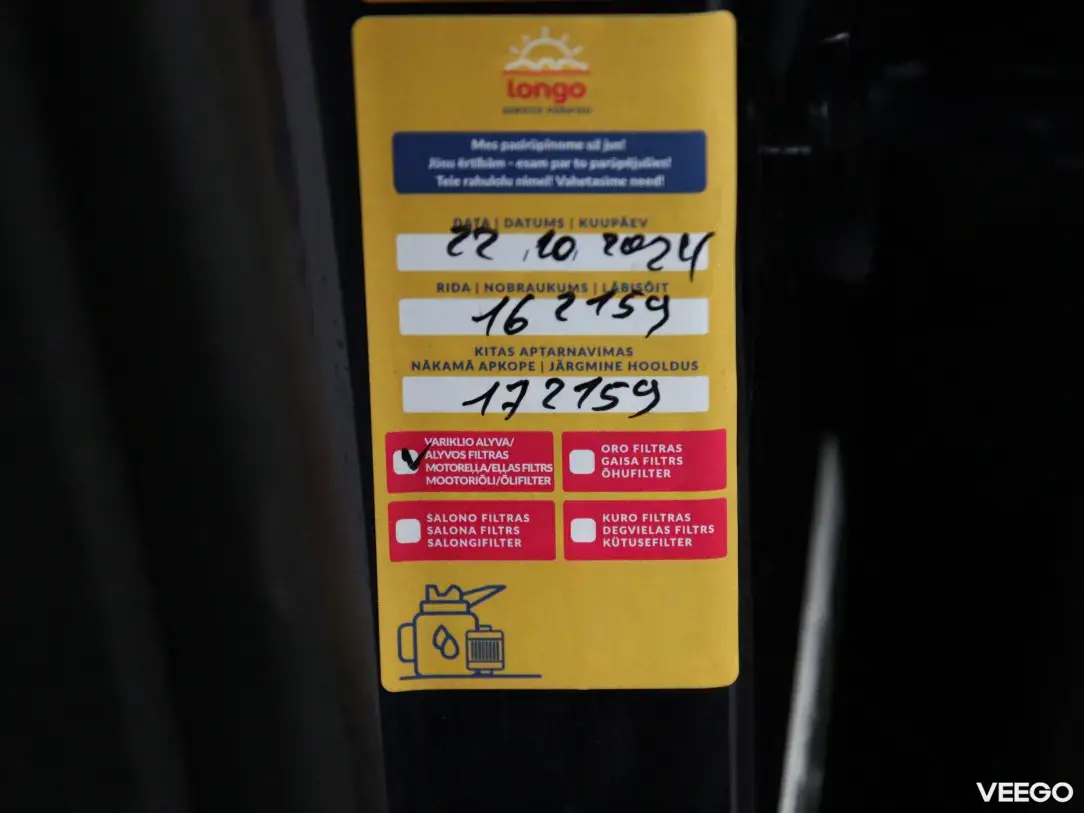 longo
Mes pasirūpinome už jus!
Jūsu ērtībām - esam par to parūpējušies!
Teie rahulolu nimel! Vahetasime need!
DATA | DATUMS | KUUPÄEV
22.10.2024
RIDA | NOBRAUKUMS | LÄBISÕIT
162159
KITAS APTARNAVIMAS
NĀKAMĀ APKOPE | JÄRGMINE HOOLDUS
172159
VARIKLIO ALYVA/
ALYVOS FILTRAS
MOTOREĻĻA/EĻĻAS FILTRS
MOOTORIÕLI/ÕLIFILTER
ORO FILTRAS
GAISA FILTRS
ÕHUFILTER
SALONO FILTRAS
SALONA FILTRS
SALONGIFILTER
KURO FILTRAS
DEGVIELAS FILTRS
KÜTUSEFILTER
VEEGO